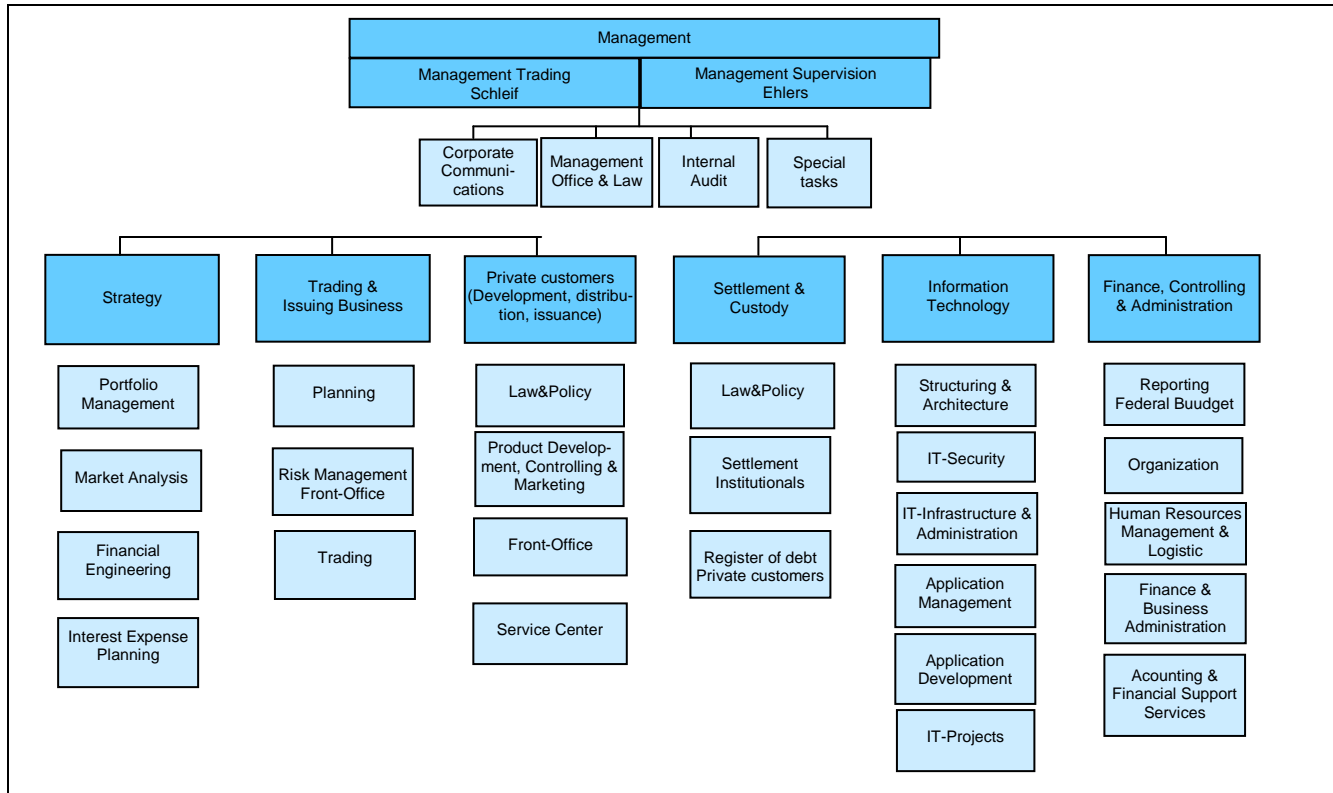 Management
Management Trading
Schleif
Management Supervision
Ehlers
Corporate
Communi-
cations
Management
Office & Law
Internal
Audit
Special
tasks
Strategy
Trading &
Issuing Business
Private customers
(Development, distribu-
tion, issuance)
Settlement &
Custody
Information
Technology
Finance, Controlling
& Administration
Portfolio
Management
Market Analysis
Financial
Engineering
Interest Expense
Planning
Planning
Risk Management
Front-Office
Trading
Law&Policy
Product Develop-
ment, Controlling &
Marketing
Front-Office
Service Center
Law&Policy
Settlement
Institutionals
Register of debt
Private customers
Structuring &
Architecture
IT-Security
IT-Infrastructure &
Administration
Application
Management
Application
Development
IT-Projects
Reporting
Federal Buudget
Organization
Human Resources
Management &
Logistic
Finance &
Business
Administration
Acounting &
Financial Support
Services